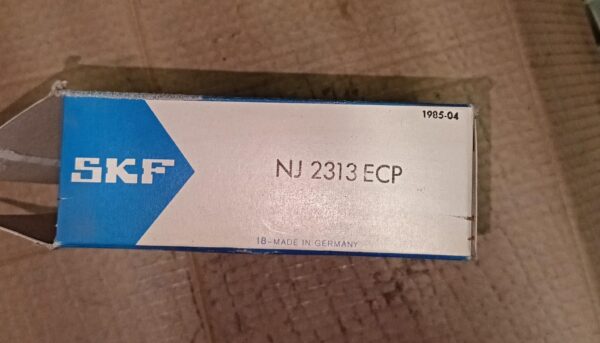 1985-04
SKF
NJ 2313 ECP
18-MADE IN GERMANY